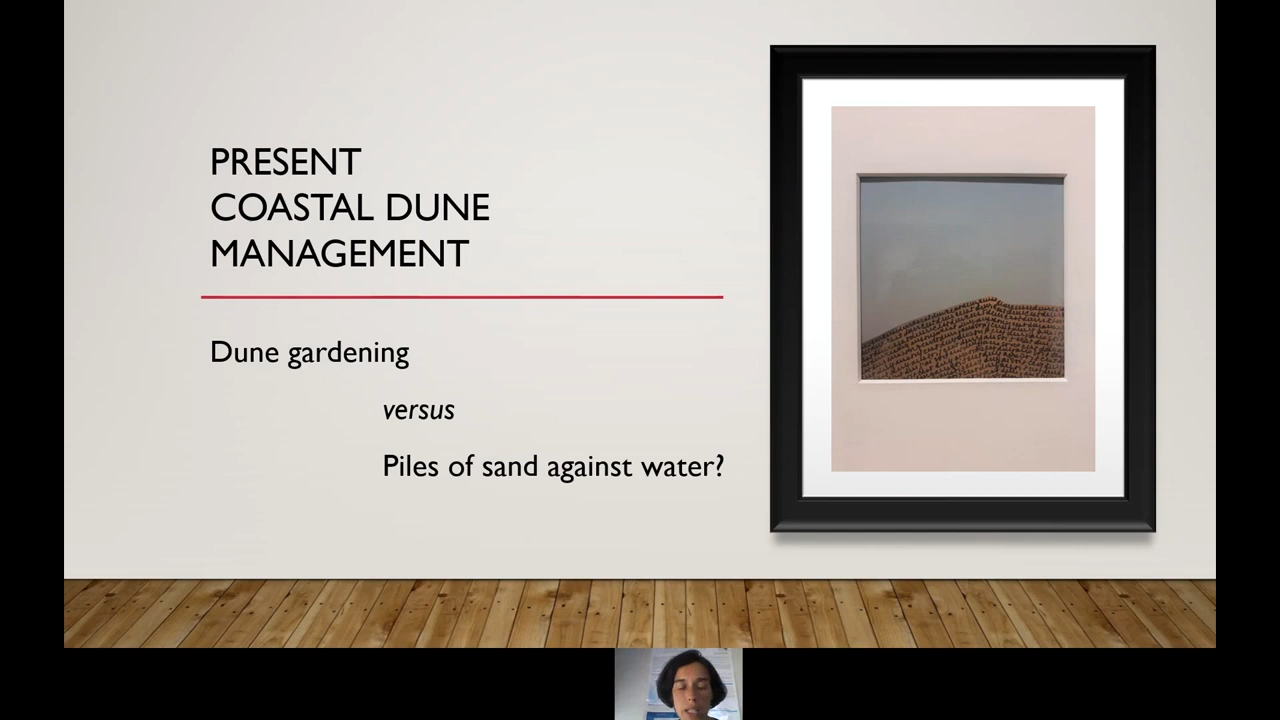 PRESENT
COASTAL DUNE
MANAGEMENT
Dune gardening
versus
Piles of sand against water?